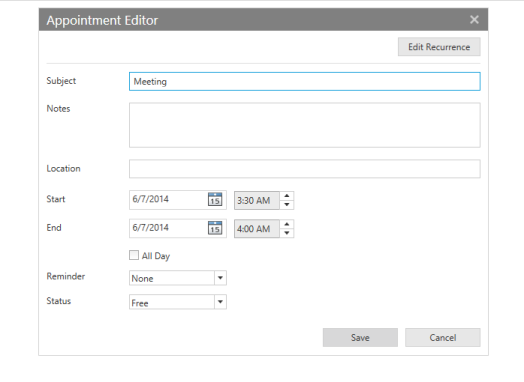 Appointment Editor
Edit Recurrence
Subject Meeting
Notes
Location
Start 6/7/2014 15 3:30 AM
End 6/7/2014 15 4:00 AM
All Day
Reminder None
Status Free
Save Cancel